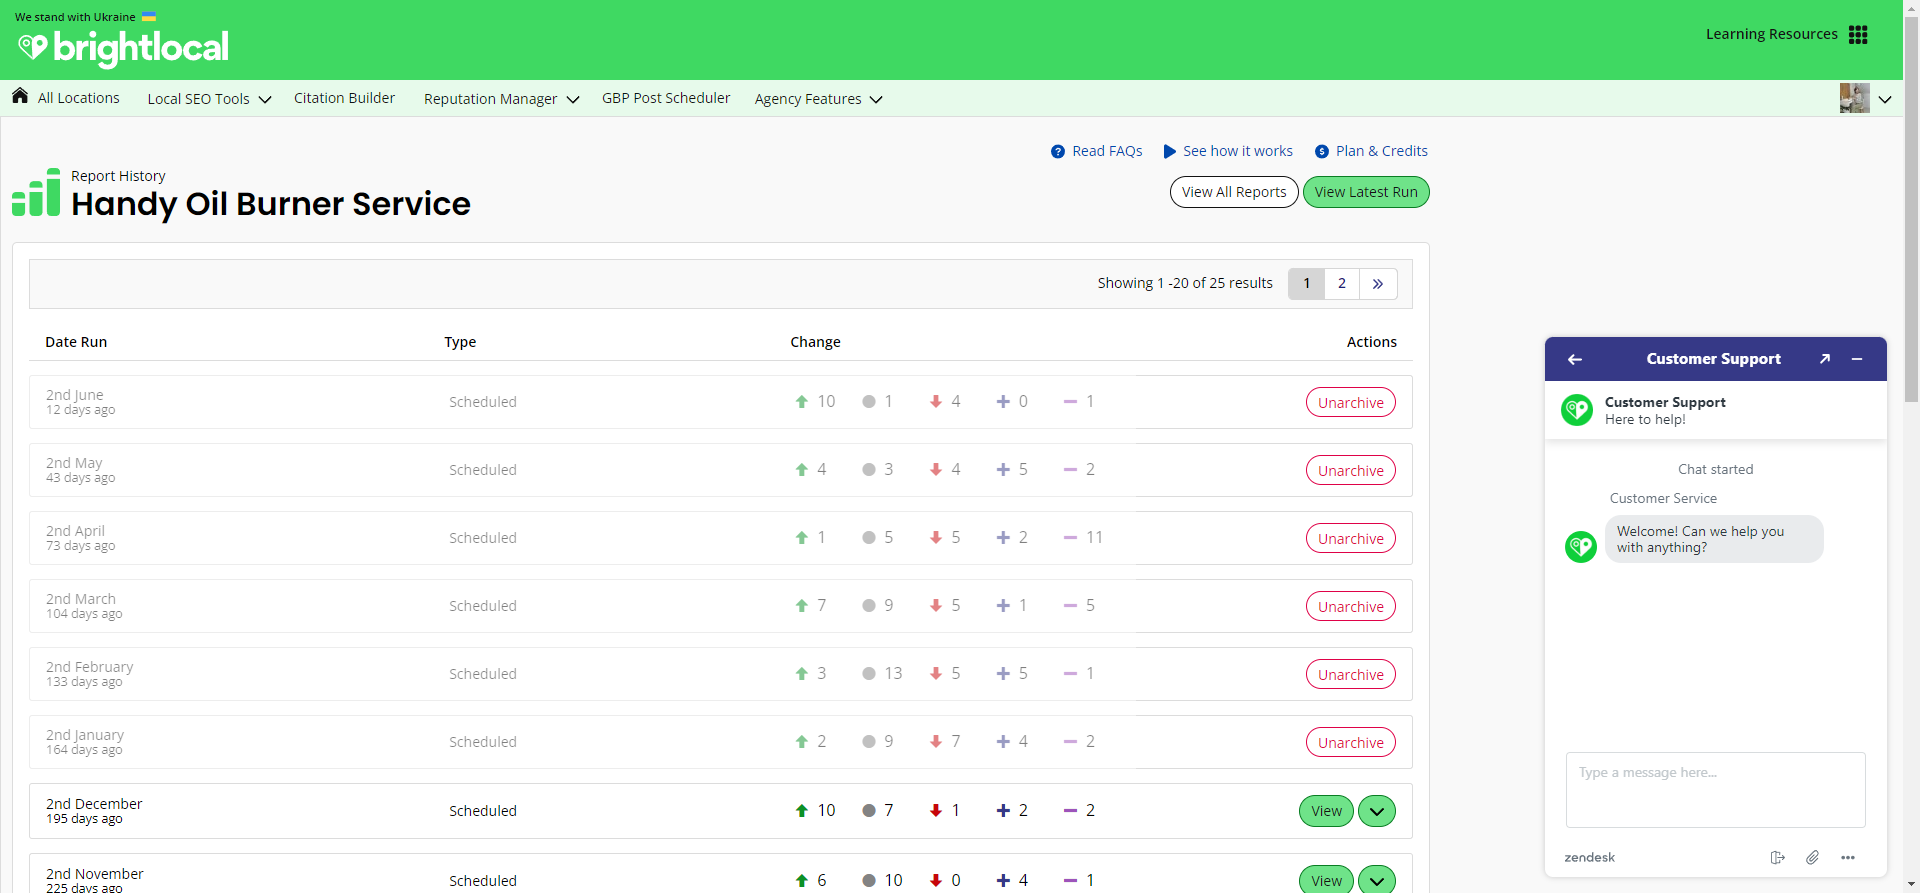 We stand with Ukraine
brightlocal
Learning Resources
All Locations
Local SEO Tools
Citation Builder
Reputation Manager
GBP Post Scheduler
Agency Features
Read FAQs
See how it works
Plan & Credits
Report History
Handy Oil Burner Service
View All Reports
View Latest Run
Showing 1 -20 of 25 results 1 2 »
Date Run Type Change Actions
2nd June
12 days ago
Scheduled 10 1 4 0 1 Unarchive
2nd May
43 days ago
Scheduled 4 3 4 5 2 Unarchive
2nd April
73 days ago
Scheduled 1 5 5 2 11 Unarchive
2nd March
104 days ago
Scheduled 7 9 5 1 5 Unarchive
2nd February
133 days ago
Scheduled 3 13 5 5 1 Unarchive
2nd January
164 days ago
Scheduled 2 9 7 4 2 Unarchive
2nd December
195 days ago
Scheduled 10 7 1 2 2 View
2nd November
225 days ago
Scheduled 6 10 0 4 1 View
Customer Support
Customer Support
Here to help!
Chat started
Customer Service
Welcome! Can we help you
with anything?
Type a message here...
zendesk